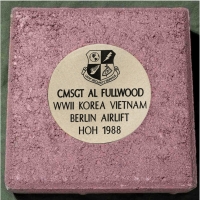 CMSGT AL FULLWOOD
WWII KOREA VIETNAM
BERLIN AIRLIFT
HOH 1988